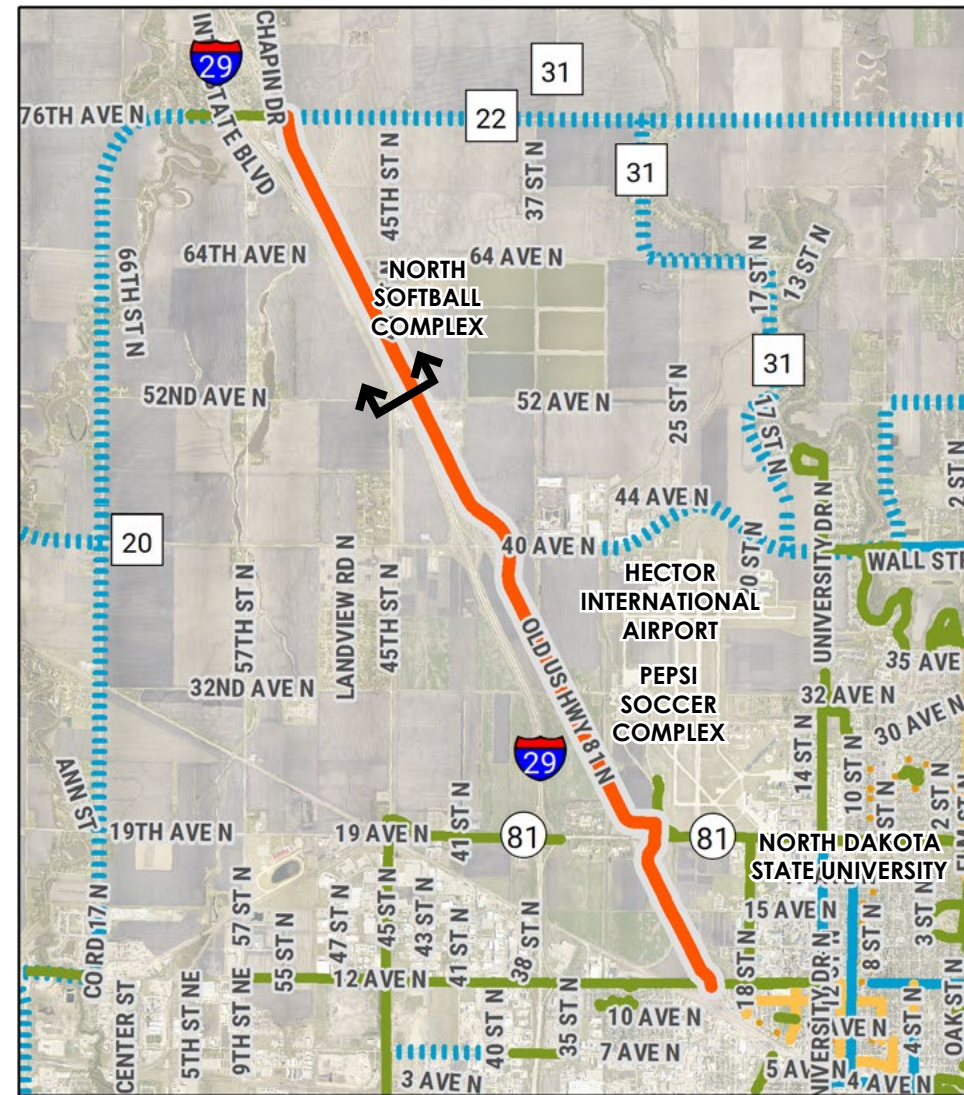 INTERSTATE BLVD
CHAPIN DR
29
31
76TH AVE N
22
31
45TH ST N
37 ST N
64TH AVE N
64 AVE N
66TH ST N
17 ST N
13 ST N
NORTH
SOFTBALL
COMPLEX
31
52ND AVE N
52 AVE N
25 ST N
17 ST N
2 ST N
44 AVE N
20
40 AVE N
UNIVERSITY DR N
WALL STR
HECTOR
INTERNATIONAL
AIRPORT
57TH ST N
LANDVIEW RD N
45TH ST N
OLD US HWY 81 N
35 AVE
32ND AVE N
PEPSI
SOCCER
COMPLEX
32 AVE N
30 AVE N
29
14 ST N
10 ST N
2 ST N
ANN ST
19TH AVE N
19 AVE N
41 ST N
81
81
NORTH DAKOTA
STATE UNIVERSITY
CO RD 17 N
57 ST N
55 ST N
47 ST N
45 ST N
43 ST N
41 ST N
38 ST N
15 AVE N
18 ST N
8 ST N
3 ST N
12 AVE N
CENTER ST
5TH ST NE
9TH ST NE
40 ST N
35 ST N
10 AVE N
7 AVE N
3 AVE N
UNIVERSITY DR N
5 AV
4 AVE N
4 ST N
OAK ST N